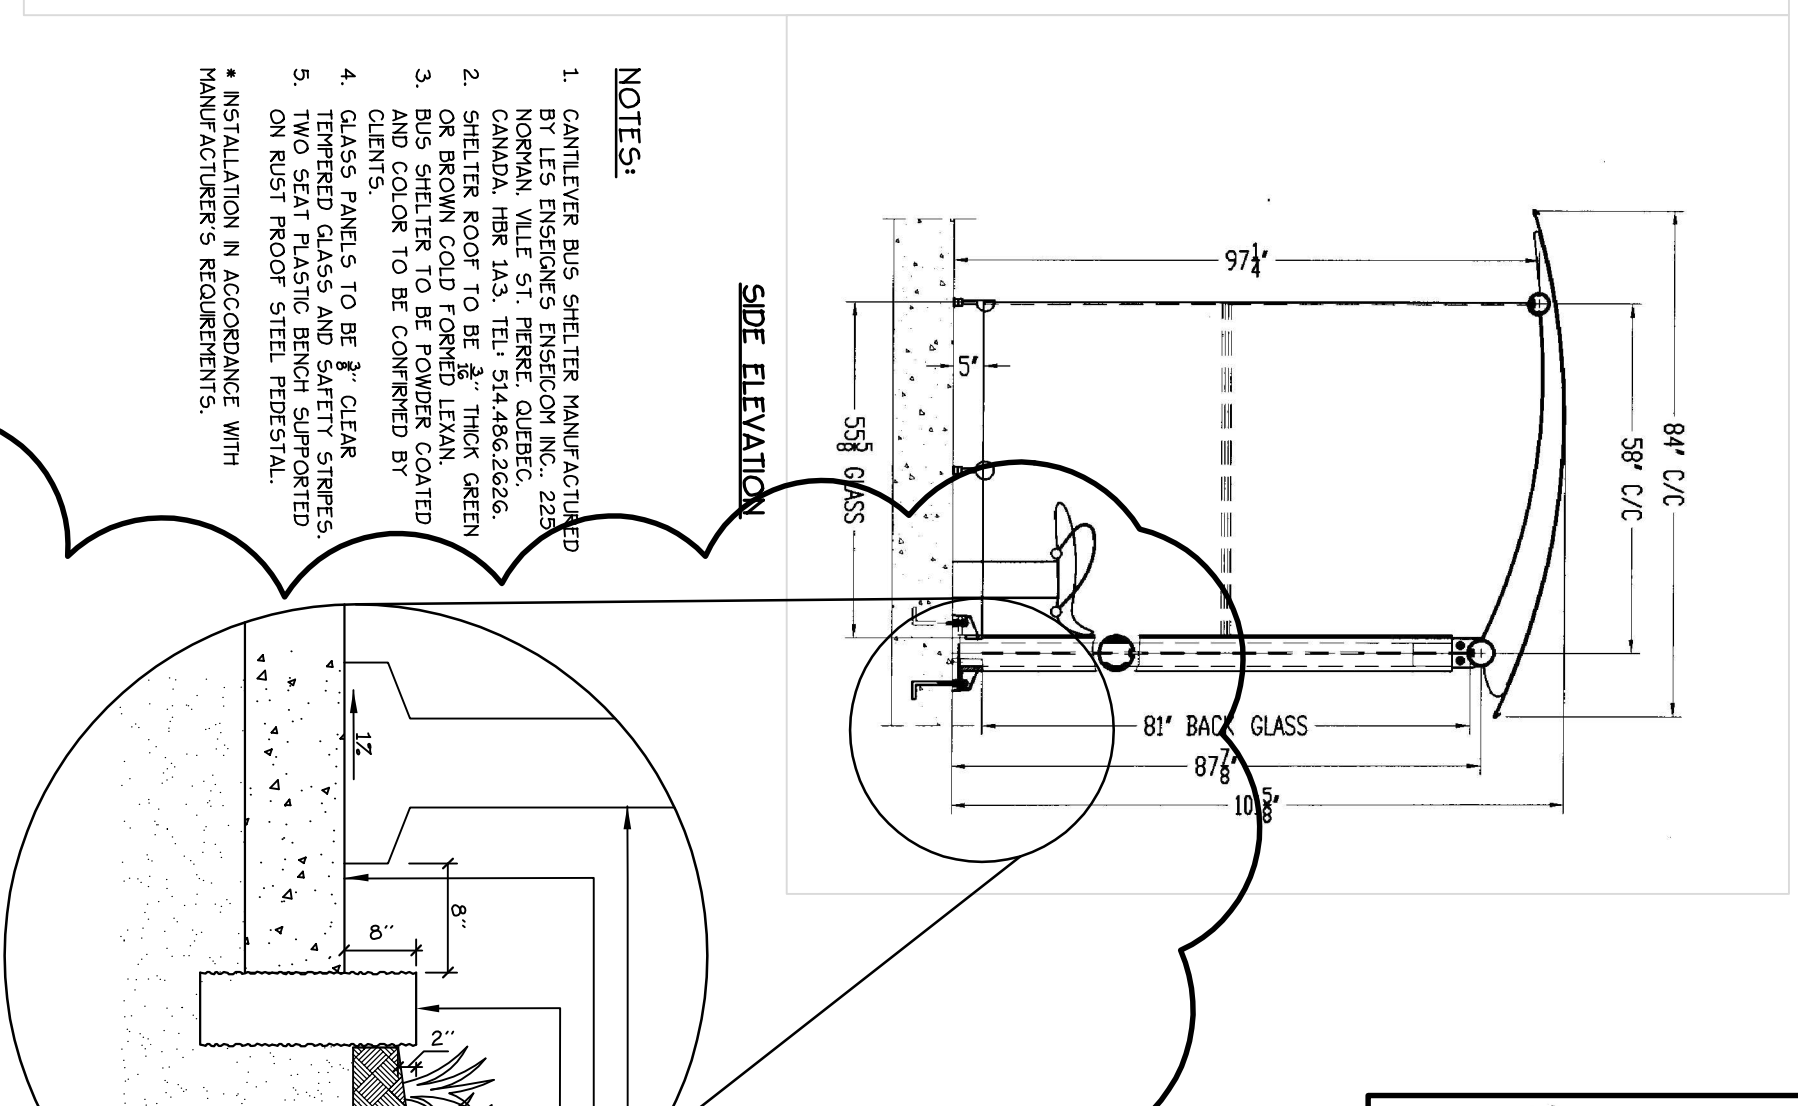 NOTES:
1. CANTILEVER BUS SHELTER MANUFACTURED
BY LES ENSEIGNES ENSEICOM INC., 225
NORMAN, VILLE ST. PIERRE, QUEBEC,
CANADA, H8R 1A3. TEL: 514.486.2626.
2. SHELTER ROOF TO BE 3/16" THICK GREEN
OR BROWN COLD FORMED LEXAN.
3. BUS SHELTER TO BE POWDER COATED
AND COLOR TO BE CONFIRMED BY
CLIENTS.
4. GLASS PANELS TO BE 3/8" CLEAR
TEMPERED GLASS AND SAFETY STRIPES.
5. TWO SEAT PLASTIC BENCH SUPPORTED
ON RUST PROOF STEEL PEDESTAL.
* INSTALLATION IN ACCORDANCE WITH
MANUFACTURER'S REQUIREMENTS.
SIDE ELEVATION
97 1/4"
5"
55 5/8" GLASS
84" C/C
58" C/C
81" BACK GLASS
87 7/8"
1%
8"
8"
2"